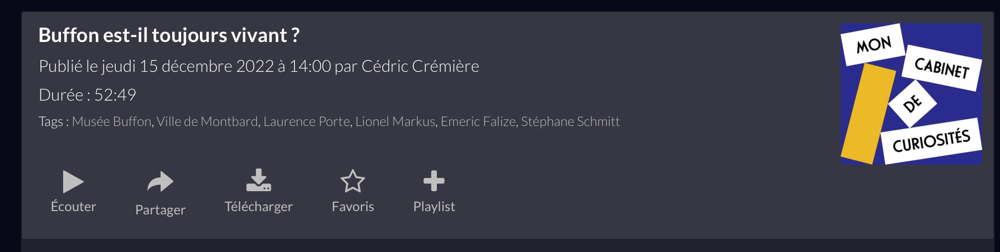 Buffon est-il toujours vivant ?
Publié le jeudi 15 décembre 2022 à 14:00 par Cédric Crémière
Durée : 52:49
Tags : Musée Buffon, Ville de Montbard, Laurence Porte, Lionel Markus, Emeric Falize, Stéphane Schmitt
Écouter
Partager
Télécharger
Favoris
Playlist
MON
CABINET
DE
CURIOSITÉS